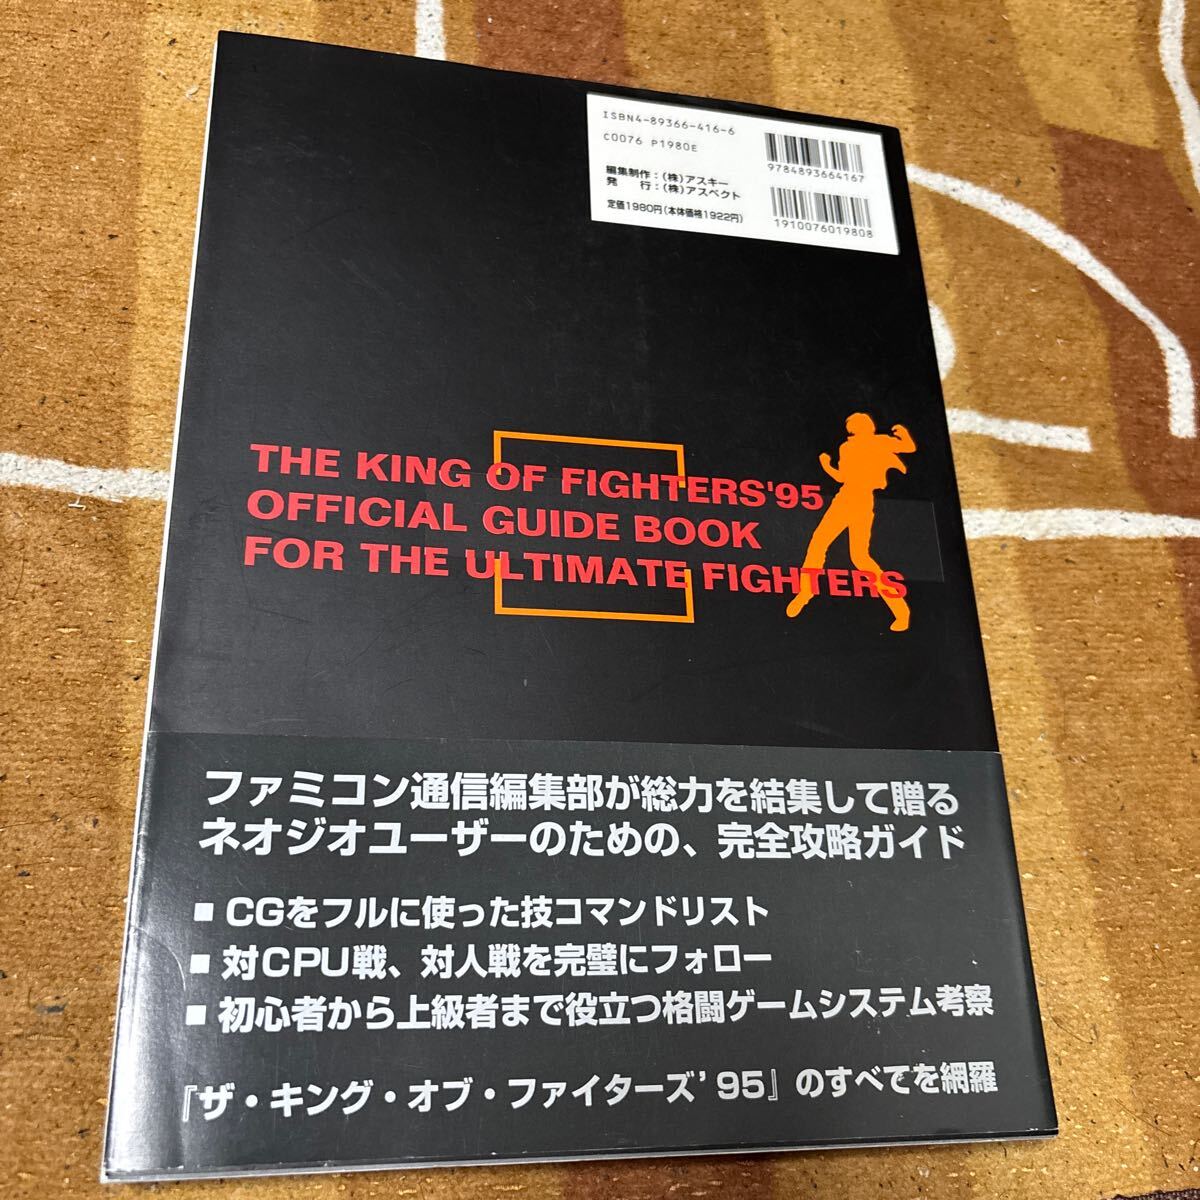 ISBN4-89366-416-6
C0076 P1980E
編集制作：(株)アスキー
発　行：(株)アスペクト
定価1980円(本体価格1922円)
9784893664167
1910076019808
THE KING OF FIGHTERS'95
OFFICIAL GUIDE BOOK
FOR THE ULTIMATE FIGHTERS
ファミコン通信編集部が総力を結集して贈る
ネオジオユーザーのための、完全攻略ガイド
■ CGをフルに使った技コマンドリスト
■ 対CPU戦、対人戦を完璧にフォロー
■ 初心者から上級者まで役立つ格闘ゲームシステム考察
『ザ・キング・オブ・ファイターズ’95』のすべてを網羅